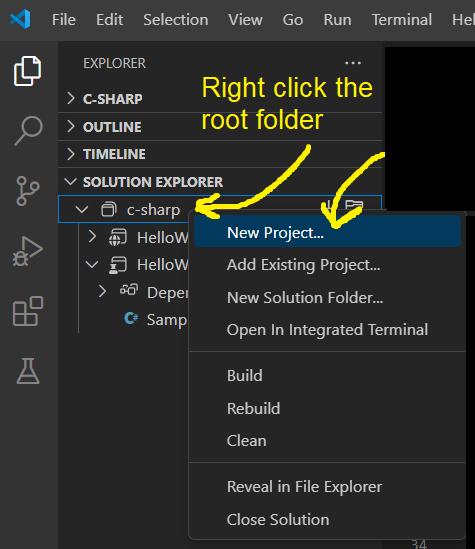 File Edit Selection View Go Run Terminal Help
EXPLORER
C-SHARP
OUTLINE
TIMELINE
SOLUTION EXPLORER
c-sharp
HelloW
HelloW
Depen
Samp
Right click the
root folder
New Project...
Add Existing Project...
New Solution Folder...
Open In Integrated Terminal
Build
Rebuild
Clean
Reveal in File Explorer
Close Solution
34